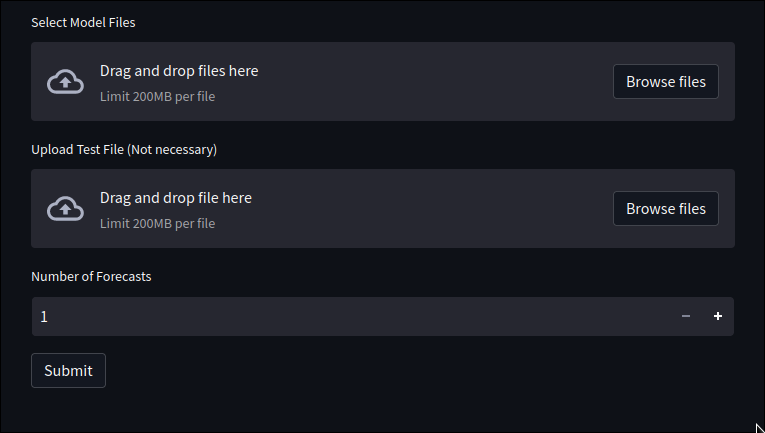 Select Model Files
Drag and drop files here
Limit 200MB per file
Browse files
Upload Test File (Not necessary)
Drag and drop file here
Limit 200MB per file
Browse files
Number of Forecasts
1
Submit